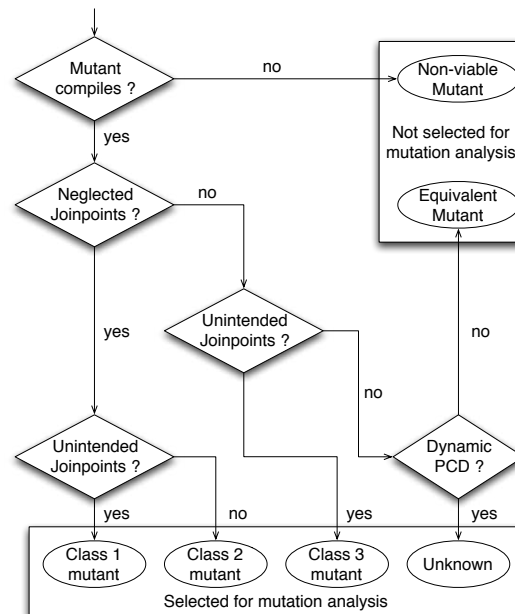 Mutant
compiles ?
no
Non-viable
Mutant
yes
Not selected for
mutation analysis
Neglected
Joinpoints ?
no
Equivalent
Mutant
yes
Unintended
Joinpoints ?
no
no
Unintended
Joinpoints ?
Dynamic
PCD ?
yes
no
yes
yes
Class 1
mutant
Class 2
mutant
Class 3
mutant
Unknown
Selected for mutation analysis